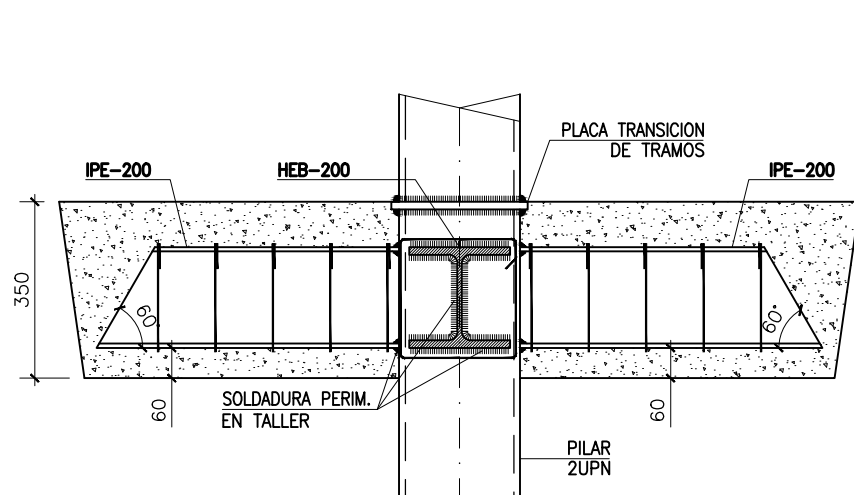 PLACA TRANSICION
DE TRAMOS
IPE-200
HEB-200
IPE-200
350
60°
60°
60
60
SOLDADURA PERIM.
EN TALLER
PILAR
2UPN